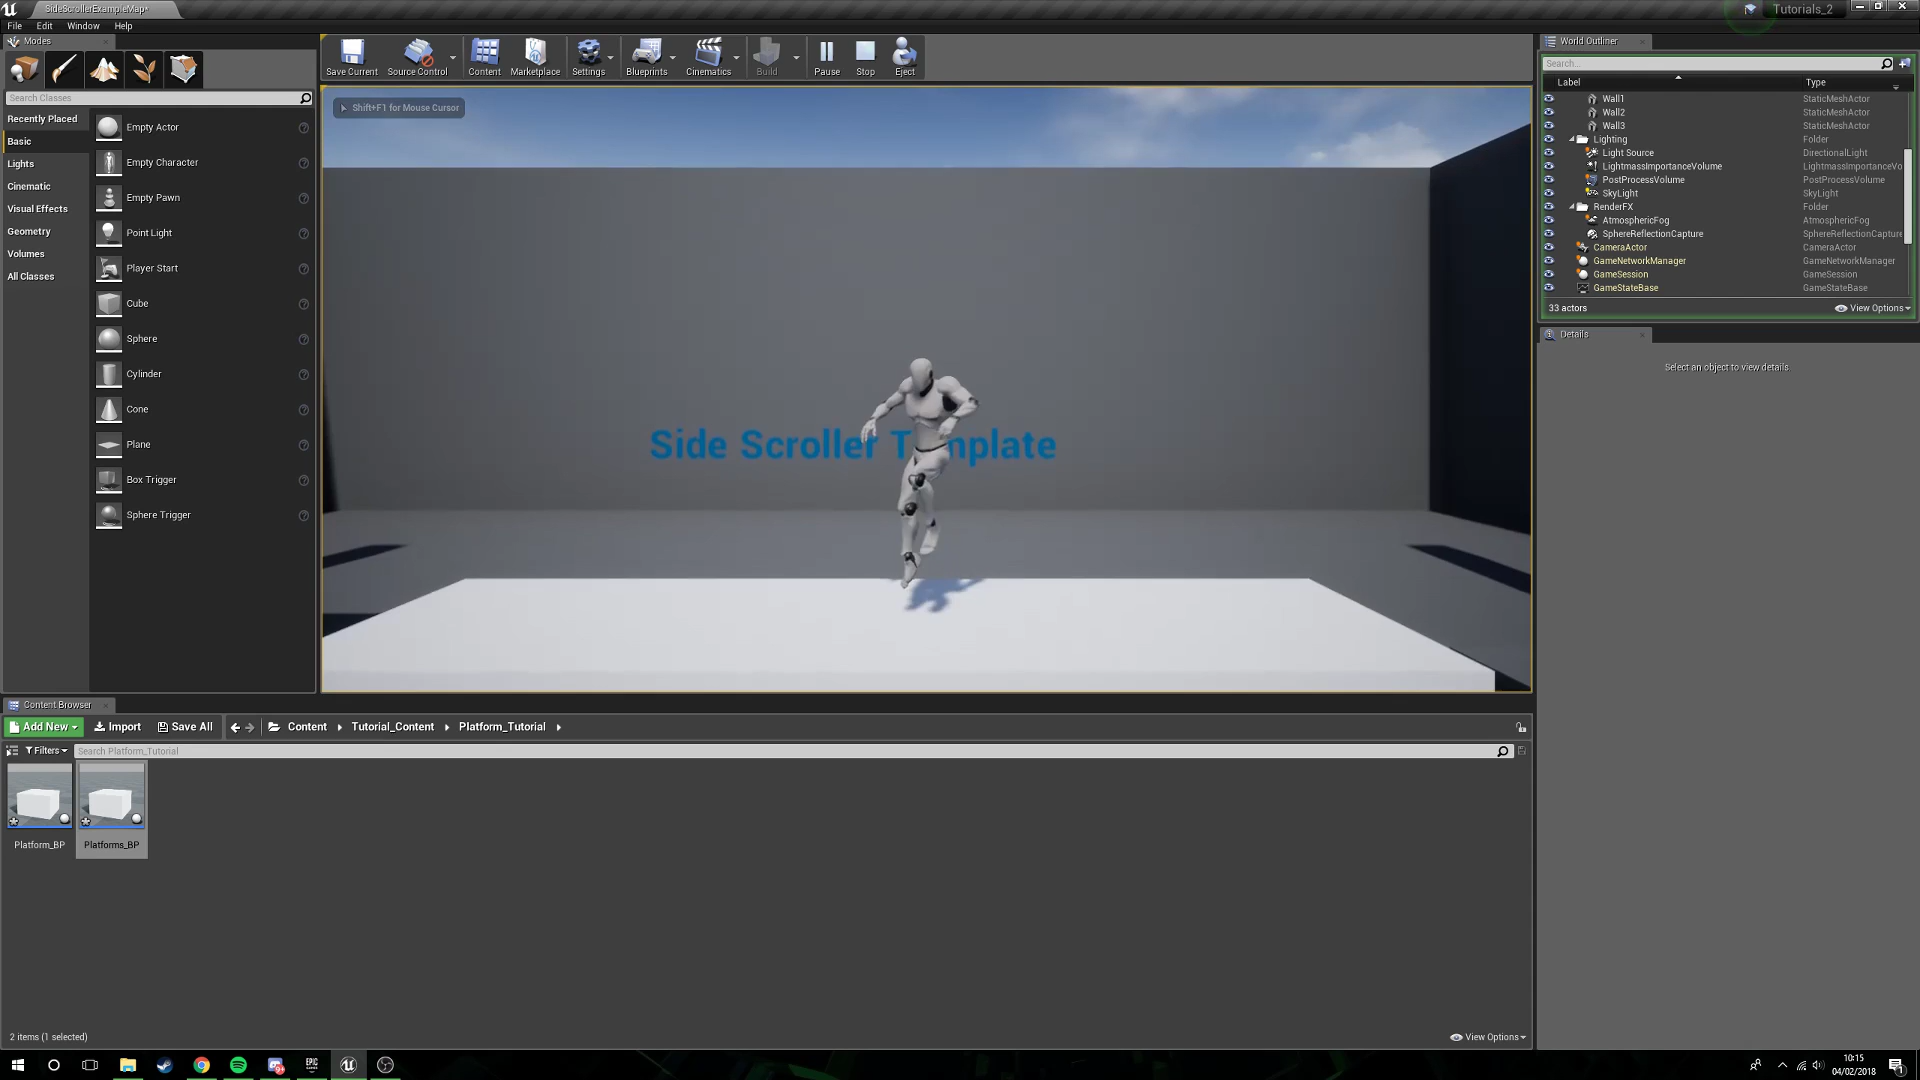 SideScrollerExampleMap*
Tutorials_2
File Edit Window Help
Modes
Search Classes
Recently Placed
Basic
Lights
Cinematic
Visual Effects
Geometry
Volumes
All Classes
Empty Actor
Empty Character
Empty Pawn
Point Light
Player Start
Cube
Sphere
Cylinder
Cone
Plane
Box Trigger
Sphere Trigger
Save Current
Source Control
Content
Marketplace
Settings
Blueprints
Cinematics
Build
Pause
Stop
Eject
Shift+F1 for Mouse Cursor
Side Scroller Template
World Outliner
Search...
Label Type
Wall1 StaticMeshActor
Wall2 StaticMeshActor
Wall3 StaticMeshActor
Lighting Folder
Light Source DirectionalLight
LightmassImportanceVolume LightmassImportanceVo
PostProcessVolume PostProcessVolume
SkyLight SkyLight
RenderFX Folder
AtmosphericFog AtmosphericFog
SphereReflectionCapture SphereReflectionCapture
CameraActor CameraActor
GameNetworkManager GameNetworkManager
GameSession GameSession
GameStateBase GameStateBase
33 actors View Options
Details
Select an object to view details
Content Browser
Add New Import Save All Content Tutorial_Content Platform_Tutorial
Filters Search Platform_Tutorial
Platform_BP Platforms_BP
2 items (1 selected) View Options
10:15
04/02/2018